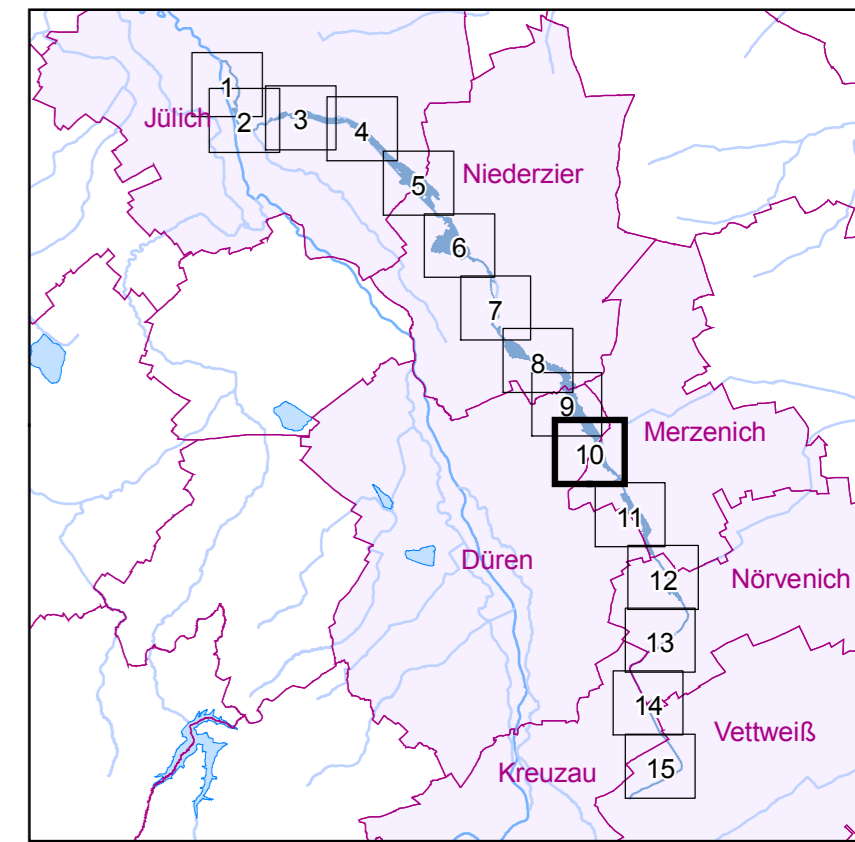 1
Jülich
2
3
4
5
Niederzier
6
7
8
9
Merzenich
10
11
Düren
12
Nörvenich
13
14
Vettweiß
Kreuzau
15